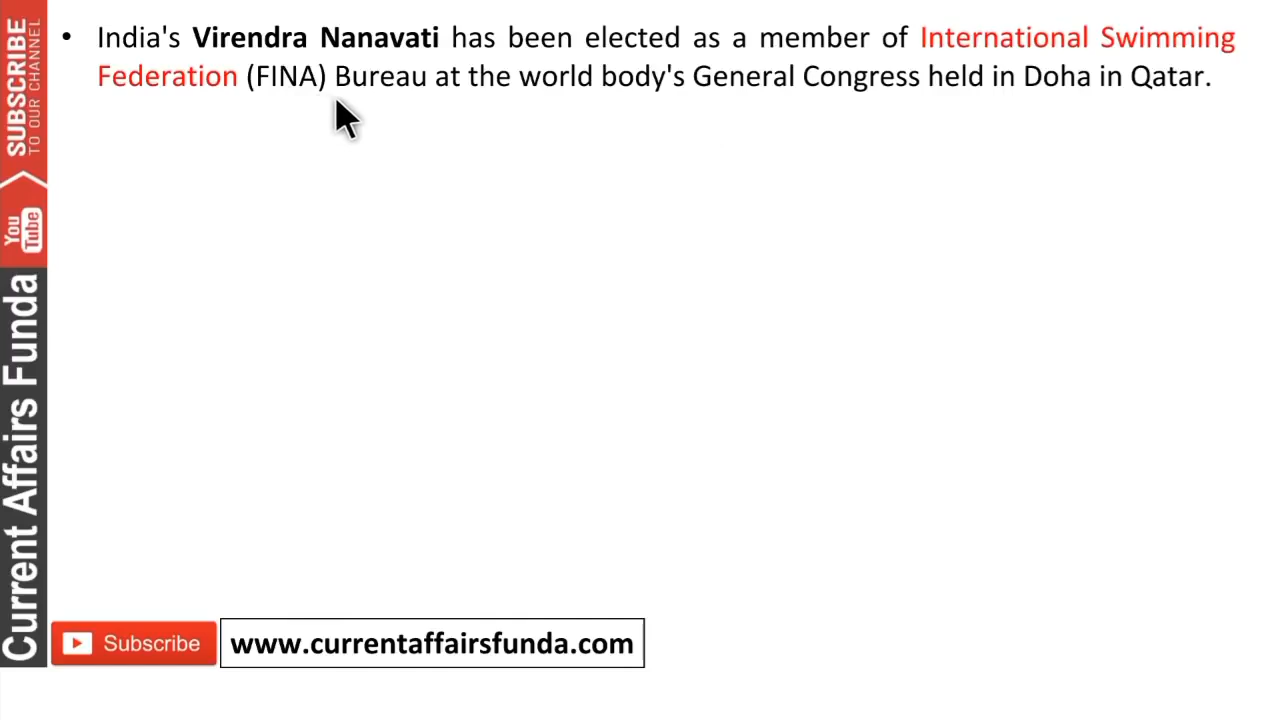 • India's Virendra Nanavati has been elected as a member of International Swimming
Federation (FINA) Bureau at the world body's General Congress held in Doha in Qatar.
SUBSCRIBE
TO OUR CHANNEL
You
Tube
Current Affairs Funda
Subscribe
www.currentaffairsfunda.com